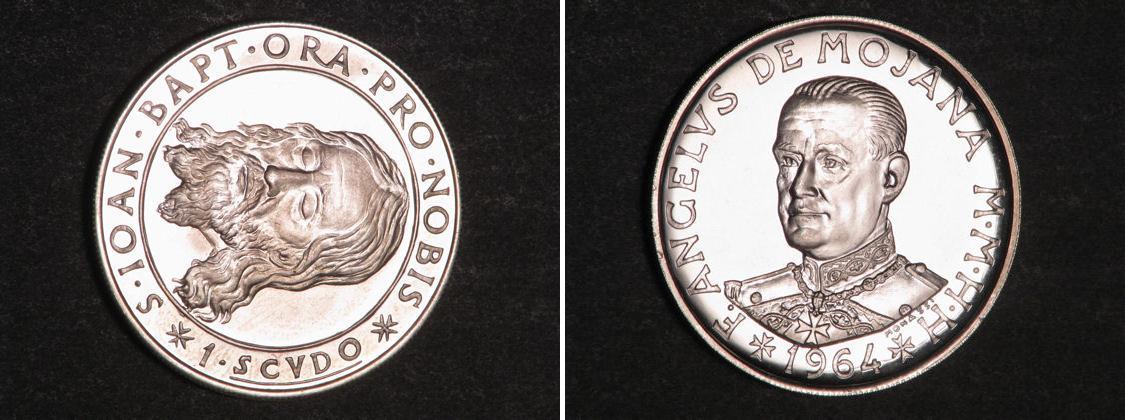 S·IOAN·BAPT·ORA·PRO·NOBIS
1·SCVDO
F·ANGELVS DE MOJANA M·M·H·H·
1964